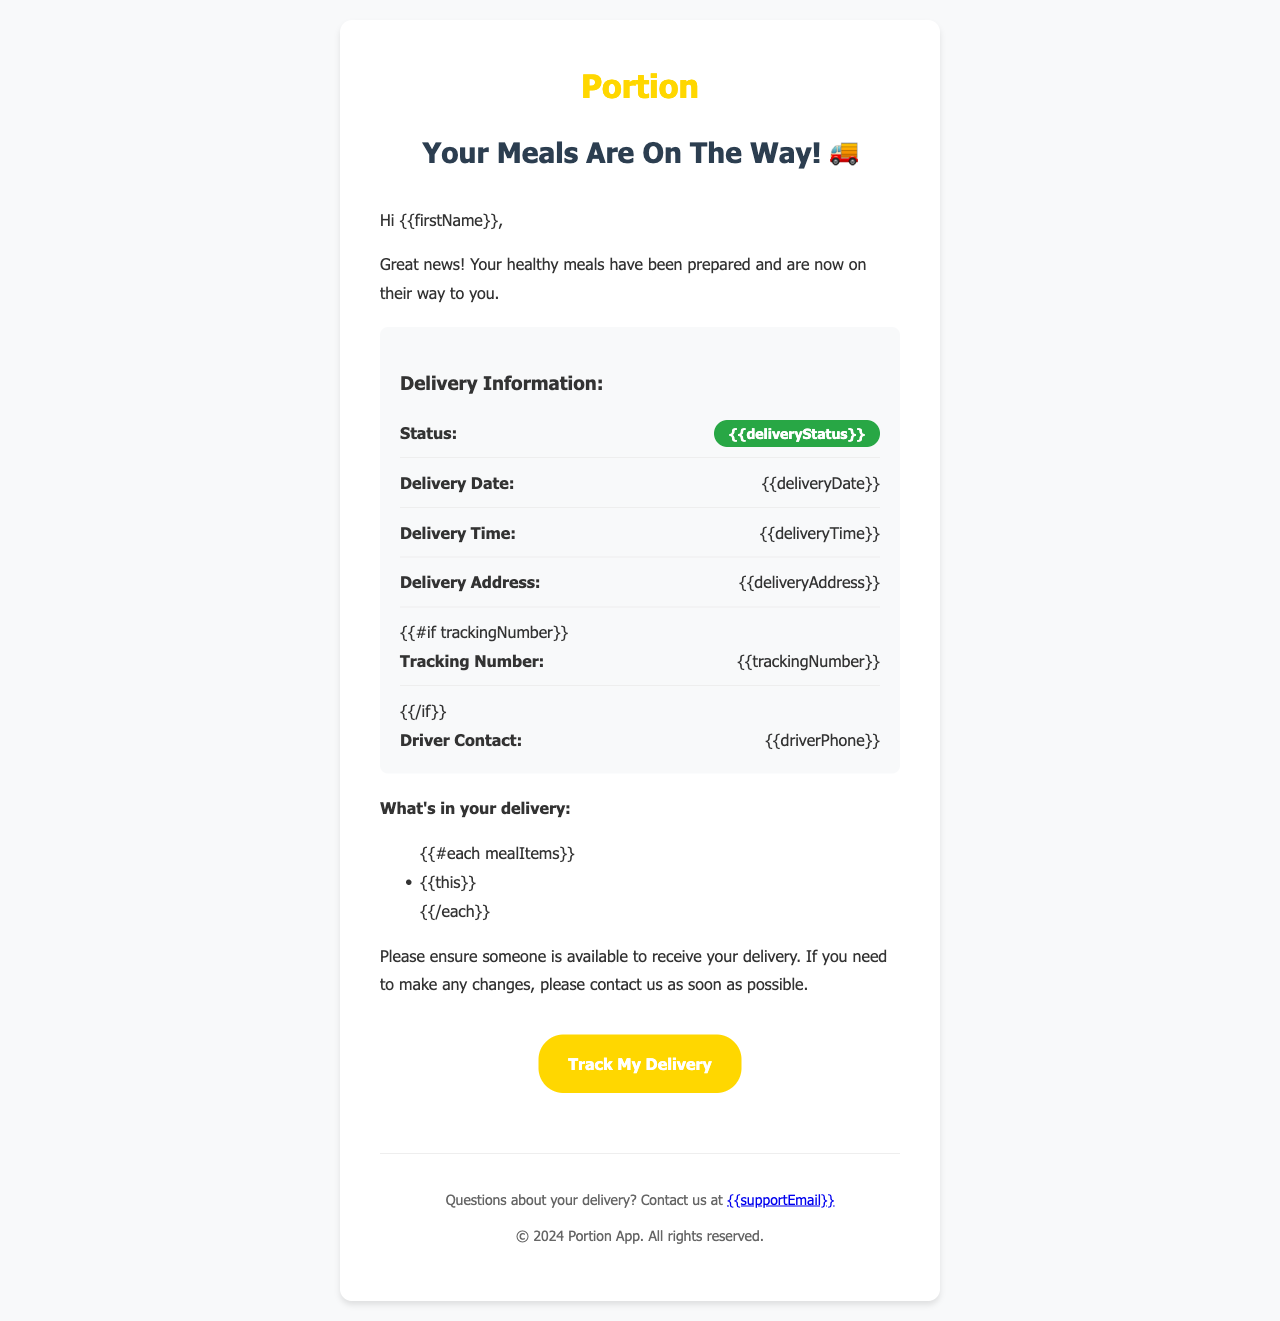 Portion
Your Meals Are On The Way! 🚚
Hi {{firstName}},
Great news! Your healthy meals have been prepared and are now on
their way to you.
Delivery Information:
Status: {{deliveryStatus}}
Delivery Date: {{deliveryDate}}
Delivery Time: {{deliveryTime}}
Delivery Address: {{deliveryAddress}}
{{#if trackingNumber}}
Tracking Number: {{trackingNumber}}
{{/if}}
Driver Contact: {{driverPhone}}
What's in your delivery:
{{#each mealItems}}
• {{this}}
{{/each}}
Please ensure someone is available to receive your delivery. If you need
to make any changes, please contact us as soon as possible.
Track My Delivery
Questions about your delivery? Contact us at {{supportEmail}}
© 2024 Portion App. All rights reserved.